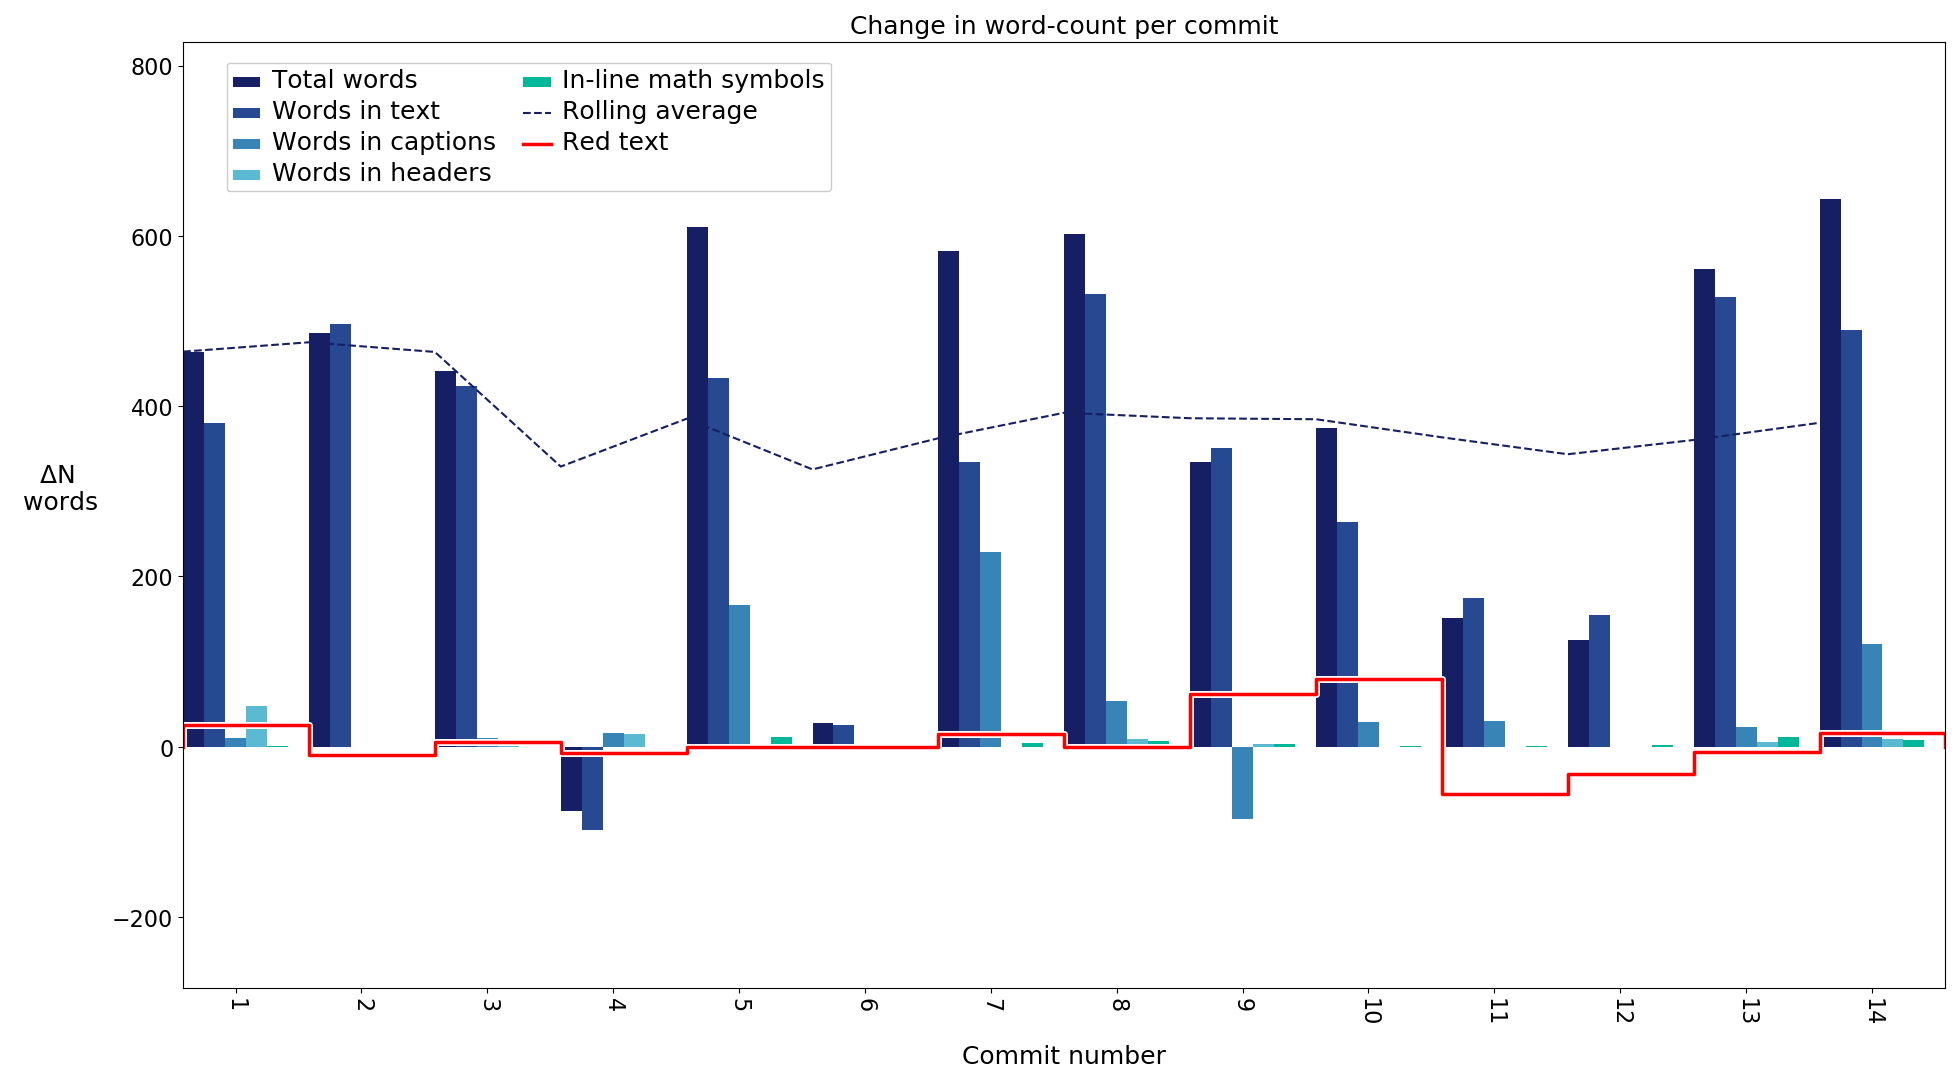 Change in word-count per commit
800
600
400
200
0
−200
ΔN
words
Total words
Words in text
Words in captions
Words in headers
In-line math symbols
Rolling average
Red text
1
2
3
4
5
6
7
8
9
10
11
12
13
14
Commit number